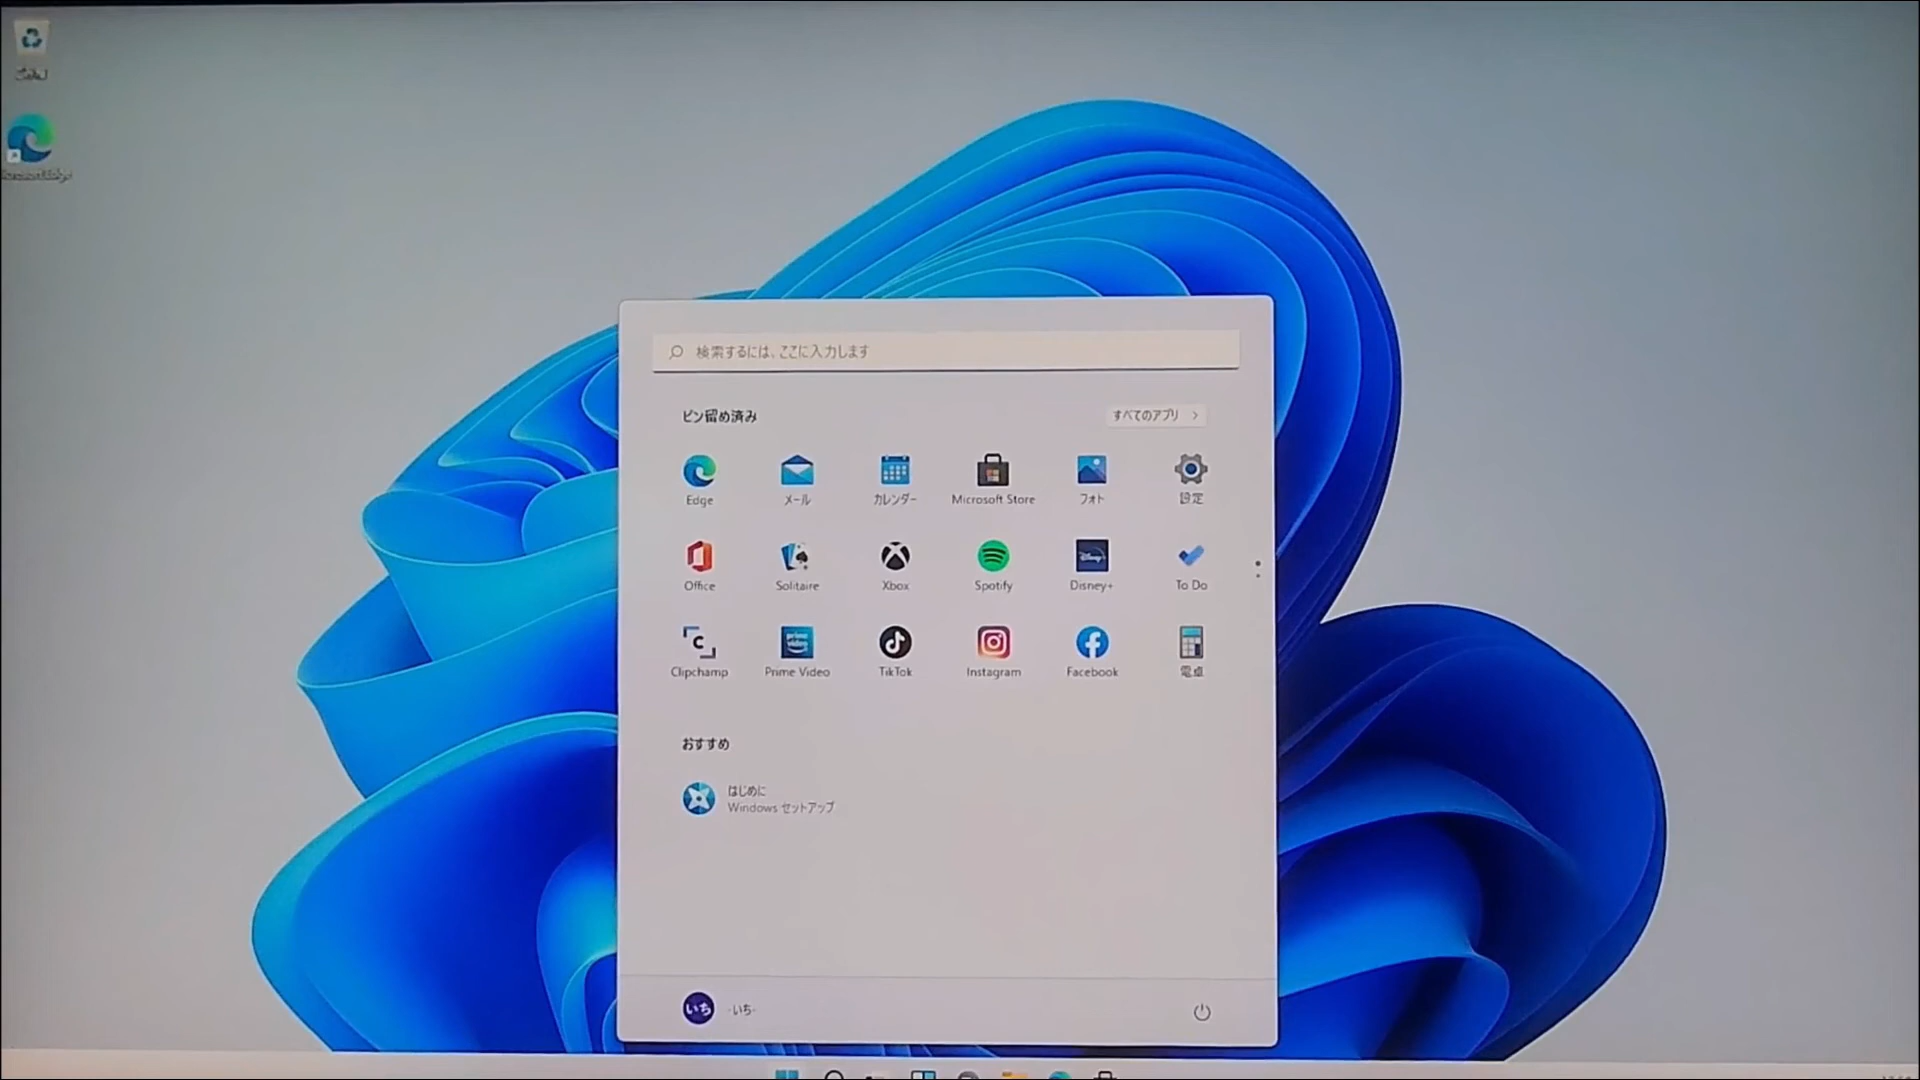 ごみ箱
検索するには、ここに入力します
ピン留め済み
すべてのアプリ
Edge
メール
カレンダー
Microsoft Store
フォト
設定
Office
Solitaire
Xbox
Spotify
Disney+
To Do
Clipchamp
Prime Video
TikTok
Instagram
Facebook
電卓
おすすめ
はじめに
Windows セットアップ
いち
-いち-